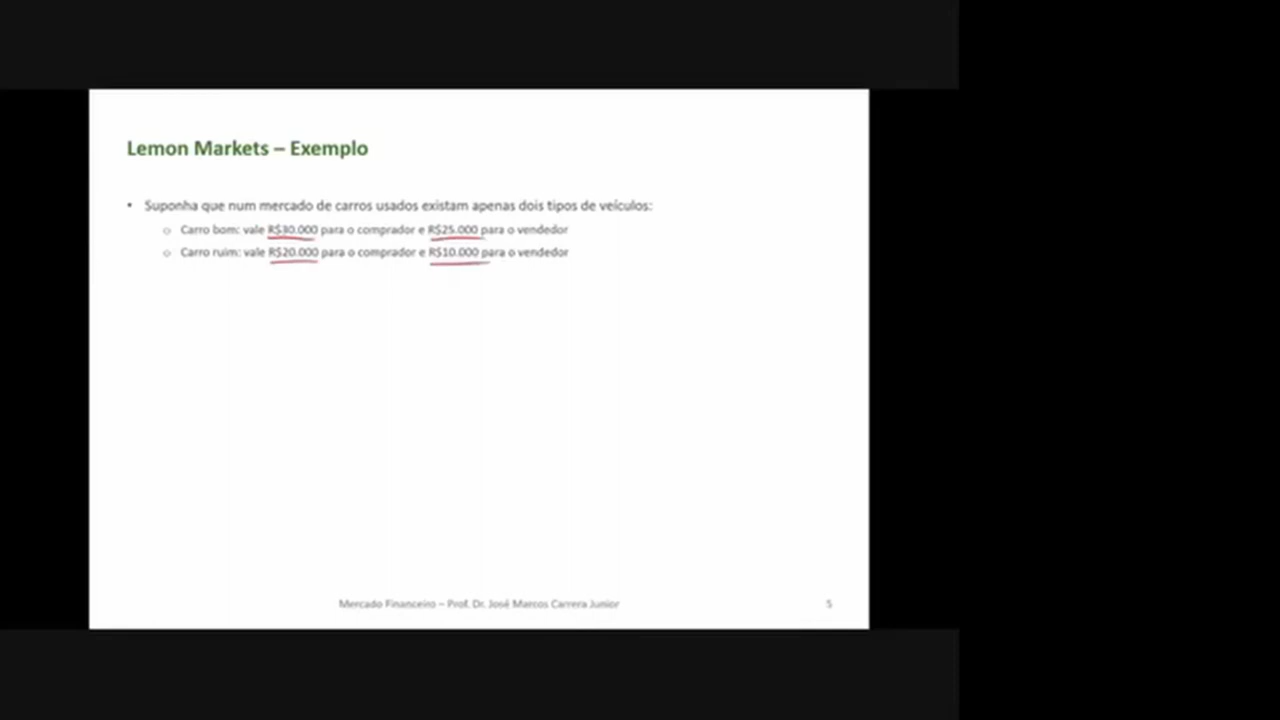 Lemon Markets – Exemplo
• Suponha que num mercado de carros usados existam apenas dois tipos de veículos:
○ Carro bom: vale R$30.000 para o comprador e R$25.000 para o vendedor
○ Carro ruim: vale R$20.000 para o comprador e R$10.000 para o vendedor
Mercado Financeiro – Prof. Dr. José Marcos Carrera Junior
5